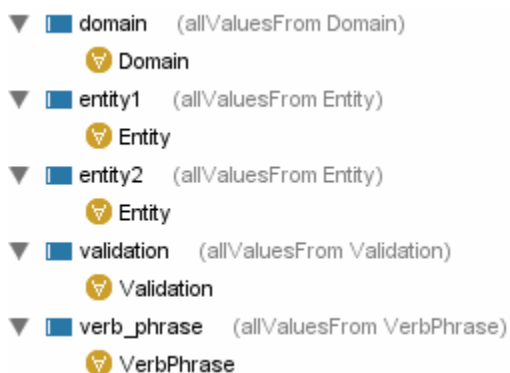 domain (allValuesFrom Domain)
Domain
entity1 (allValuesFrom Entity)
Entity
entity2 (allValuesFrom Entity)
Entity
validation (allValuesFrom Validation)
Validation
verb_phrase (allValuesFrom VerbPhrase)
VerbPhrase